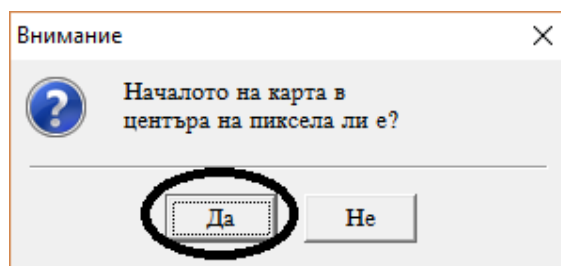 Внимание
Началото на карта в
центъра на пиксела ли е?
Да
Не